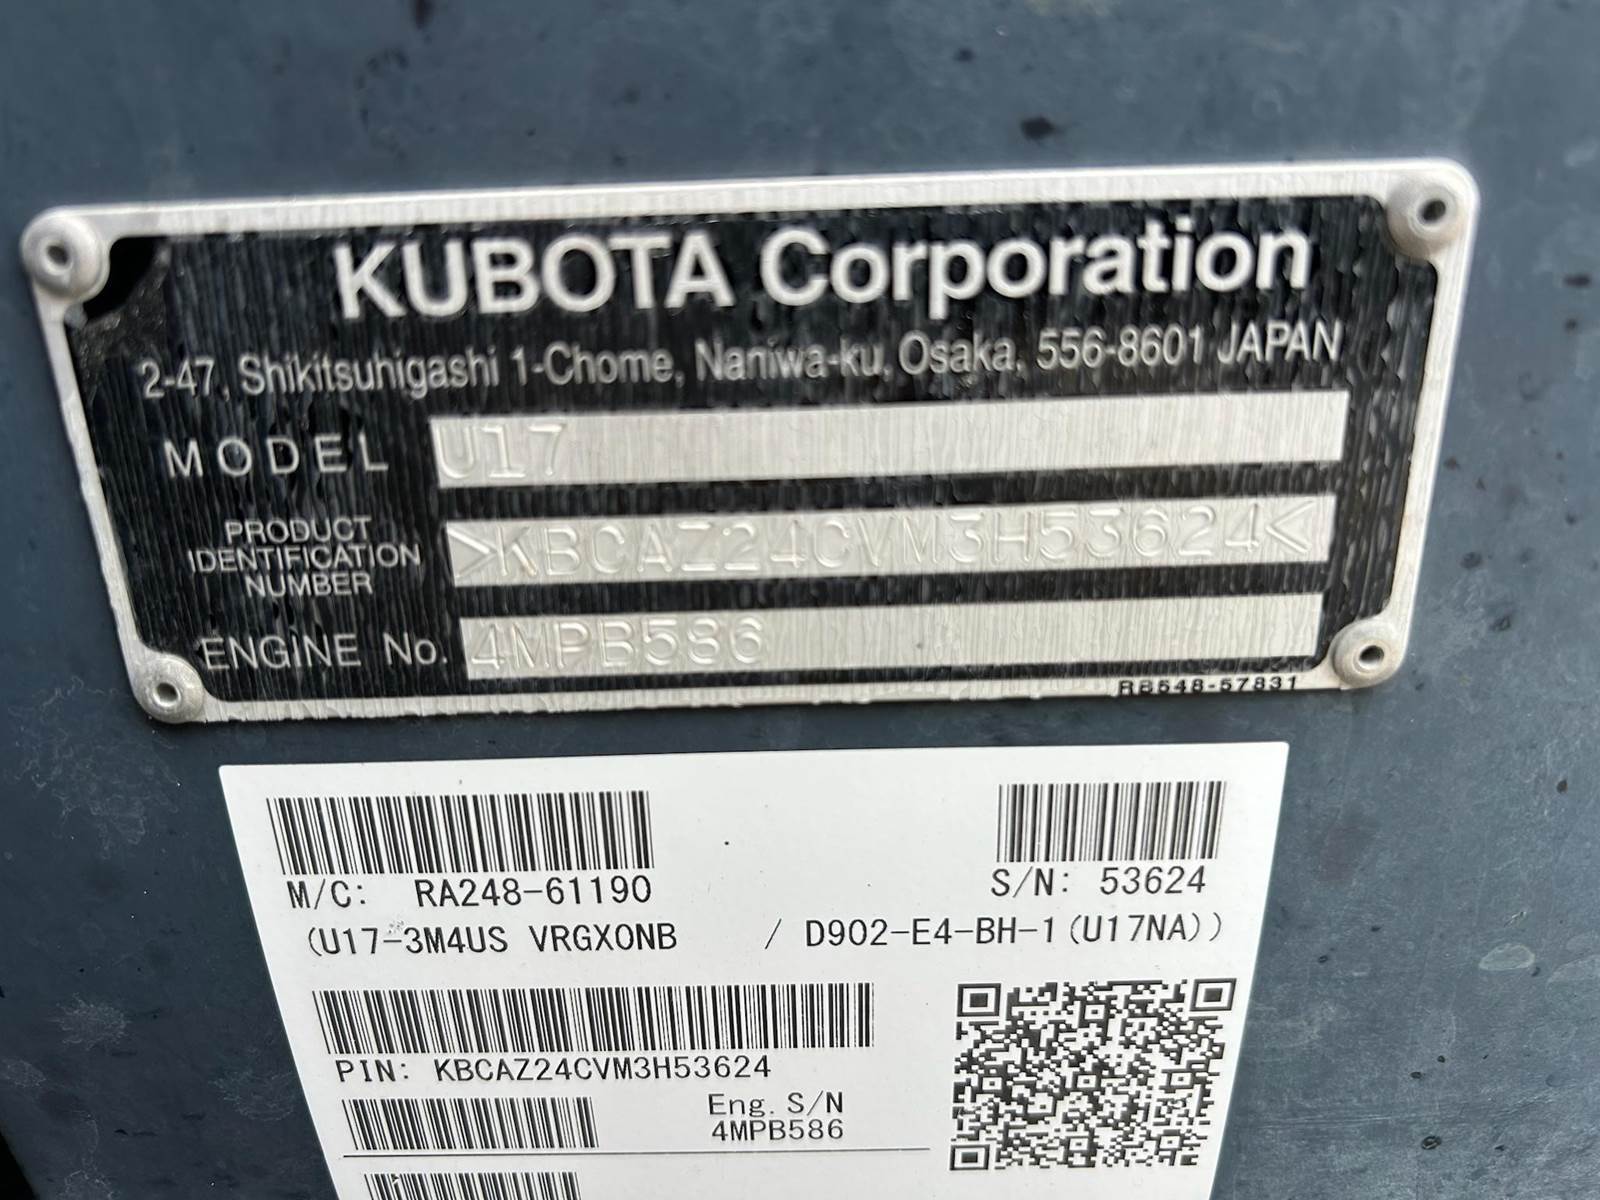 KUBOTA Corporation
2-47, Shikitsuhigashi 1-Chome, Naniwa-ku, Osaka, 556-8601 JAPAN
MODEL U17
PRODUCT IDENTIFICATION NUMBER >KBCAZ24CVM3H53624<
ENGINE No. 4MPB586
RB548-57831
M/C: RA248-61190 S/N: 53624
(U17-3M4US VRGXONB / D902-E4-BH-1(U17NA))
PIN: KBCAZ24CVM3H53624
Eng. S/N
4MPB586